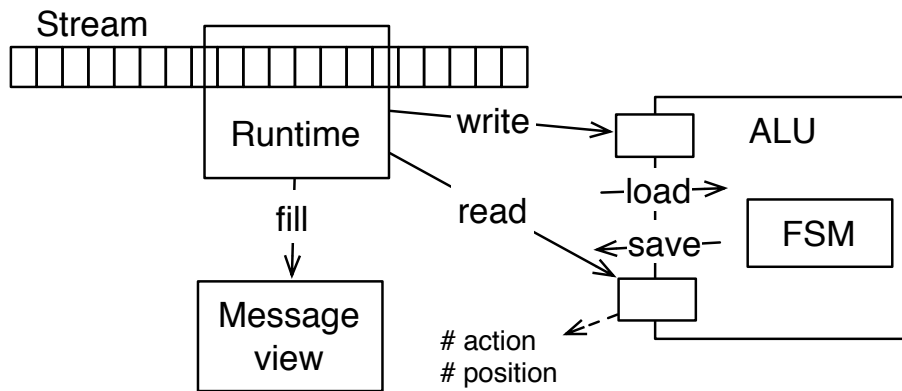 Stream
Runtime
write
ALU
load
read
fill
save
FSM
Message
view
# action
# position